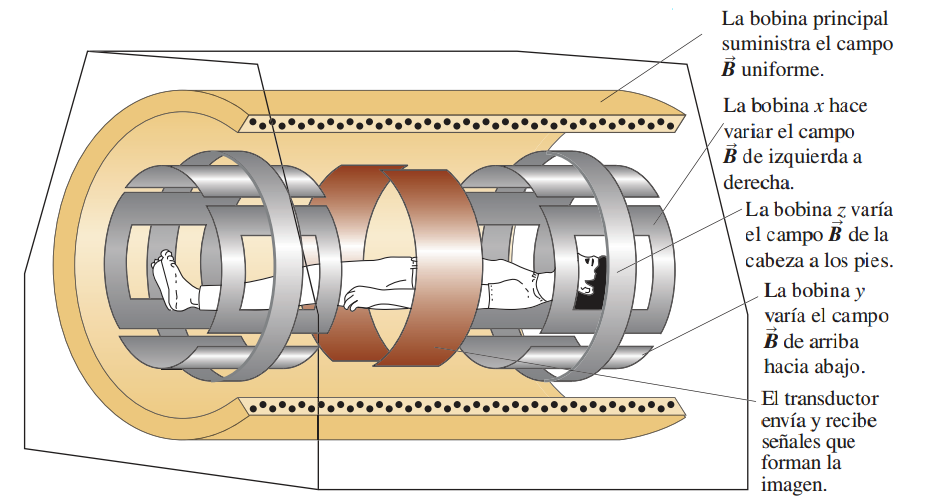 La bobina principal
suministra el campo
B⃗ uniforme.
La bobina x hace
variar el campo
B⃗ de izquierda a
derecha.
La bobina z varía
el campo B⃗ de la
cabeza a los pies.
La bobina y
varía el campo
B⃗ de arriba
hacia abajo.
El transductor
envía y recibe
señales que
forman la
imagen.